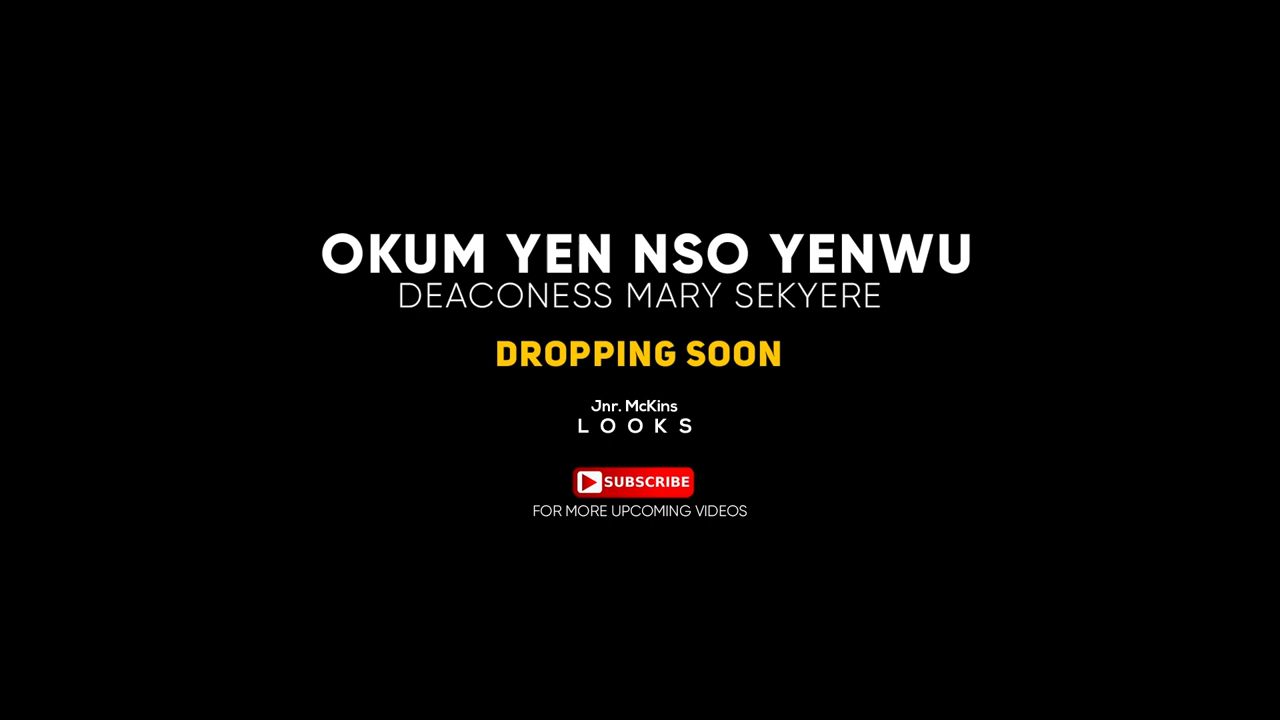 OKUM YEN NSO YENWU
DEACONESS MARY SEKYERE
DROPPING SOON
Jnr. McKins
LOOKS
SUBSCRIBE
FOR MORE UPCOMING VIDEOS